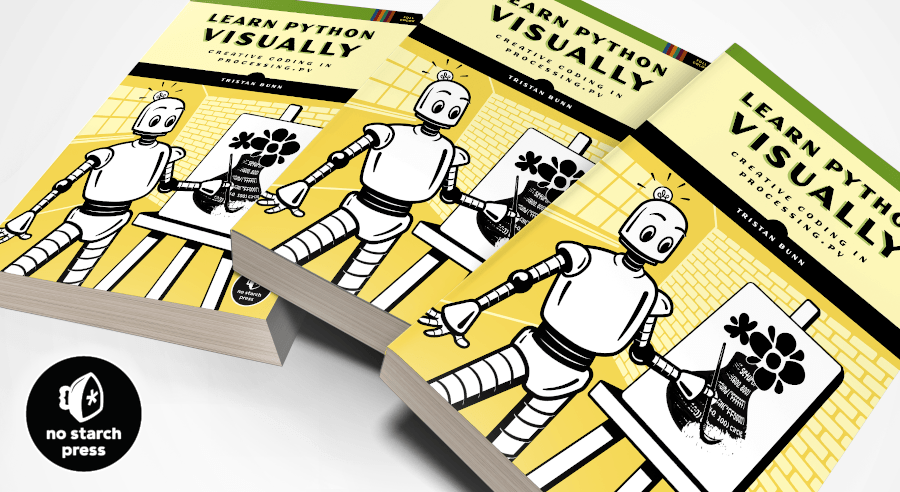 LEARN PYTHON
VISUALLY
CREATIVE CODING IN
PROCESSING.PY
TRISTAN BUNN
no starch
press
LEARN PYTHON
VISUALLY
CREATIVE CODING IN
PROCESSING.PY
TRISTAN BUNN
LEARN PYTHO
VISUALLY
CREATIVE CODING IN
PROCESSING.PY
TRISTAN BUNN
no starch
press